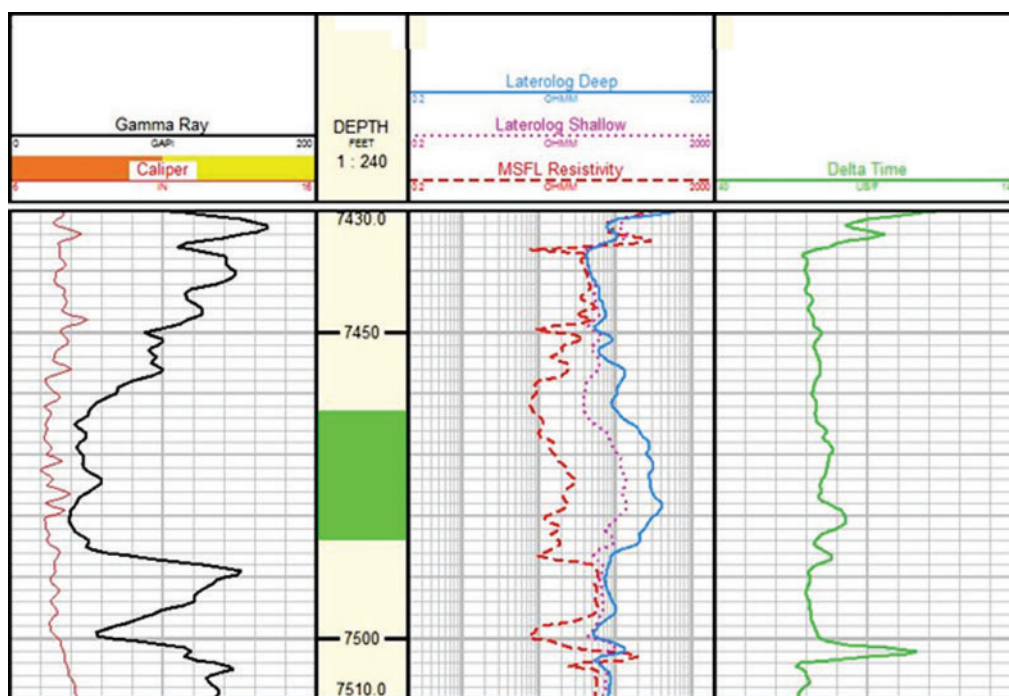 Gamma Ray
0 GAPI 200
Caliper
6 IN 16
DEPTH
FEET
1 : 240
Laterolog Deep
0.2 OHMM 2000
Laterolog Shallow
0.2 OHMM 2000
MSFL Resistivity
0.2 OHMM 2000
Delta Time
40 US/F
7430.0
7450
7500
7510.0